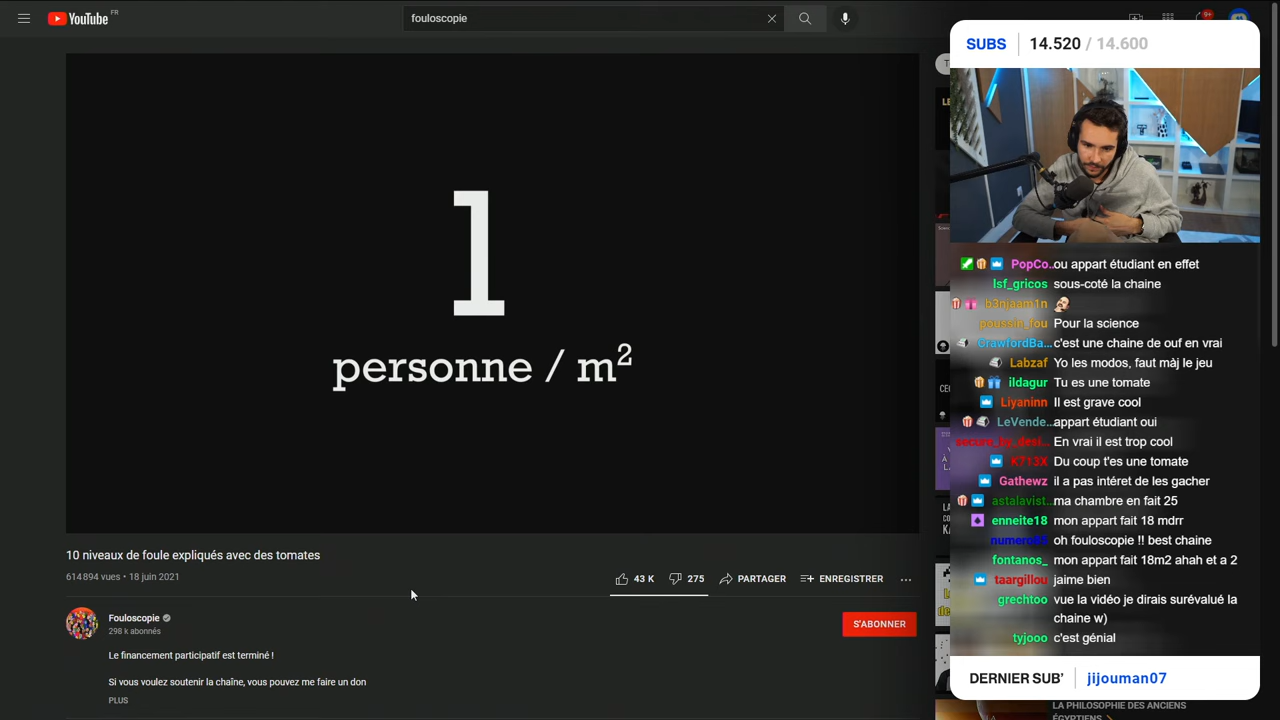 YouTube FR
fouloscopie
9+
1
personne / m²
10 niveaux de foule expliqués avec des tomates
614 894 vues • 18 juin 2021
43 K
275
PARTAGER
ENREGISTRER
Fouloscopie
298 k abonnés
S'ABONNER
Le financement participatif est terminé !
Si vous voulez soutenir la chaîne, vous pouvez me faire un don
PLUS
SUBS
14.520 / 14.600
PopCo... ou appart étudiant en effet
lsf_gricos sous-coté la chaine
b3njaam1n
poussin_fou Pour la science
CrawfordBa... c'est une chaine de ouf en vrai
Labzaf Yo les modos, faut màj le jeu
ildagur Tu es une tomate
Liyaninn Il est grave cool
LeVende... appart étudiant oui
secure_by_desi... En vrai il est trop cool
K713X Du coup t'es une tomate
Gathewz il a pas intéret de les gacher
astalavist... ma chambre en fait 25
enneite18 mon appart fait 18 mdrr
oh fouloscopie !! best chaine
fontanos_ mon appart fait 18m2 ahah et a 2
taargillou jaime bien
grechtoo vue la vidéo je dirais surévalué la
chaine w)
tyjooo c'est génial
DERNIER SUB'
jijouman07
LA PHILOSOPHIE DES ANCIENS
ÉGYPTIENS